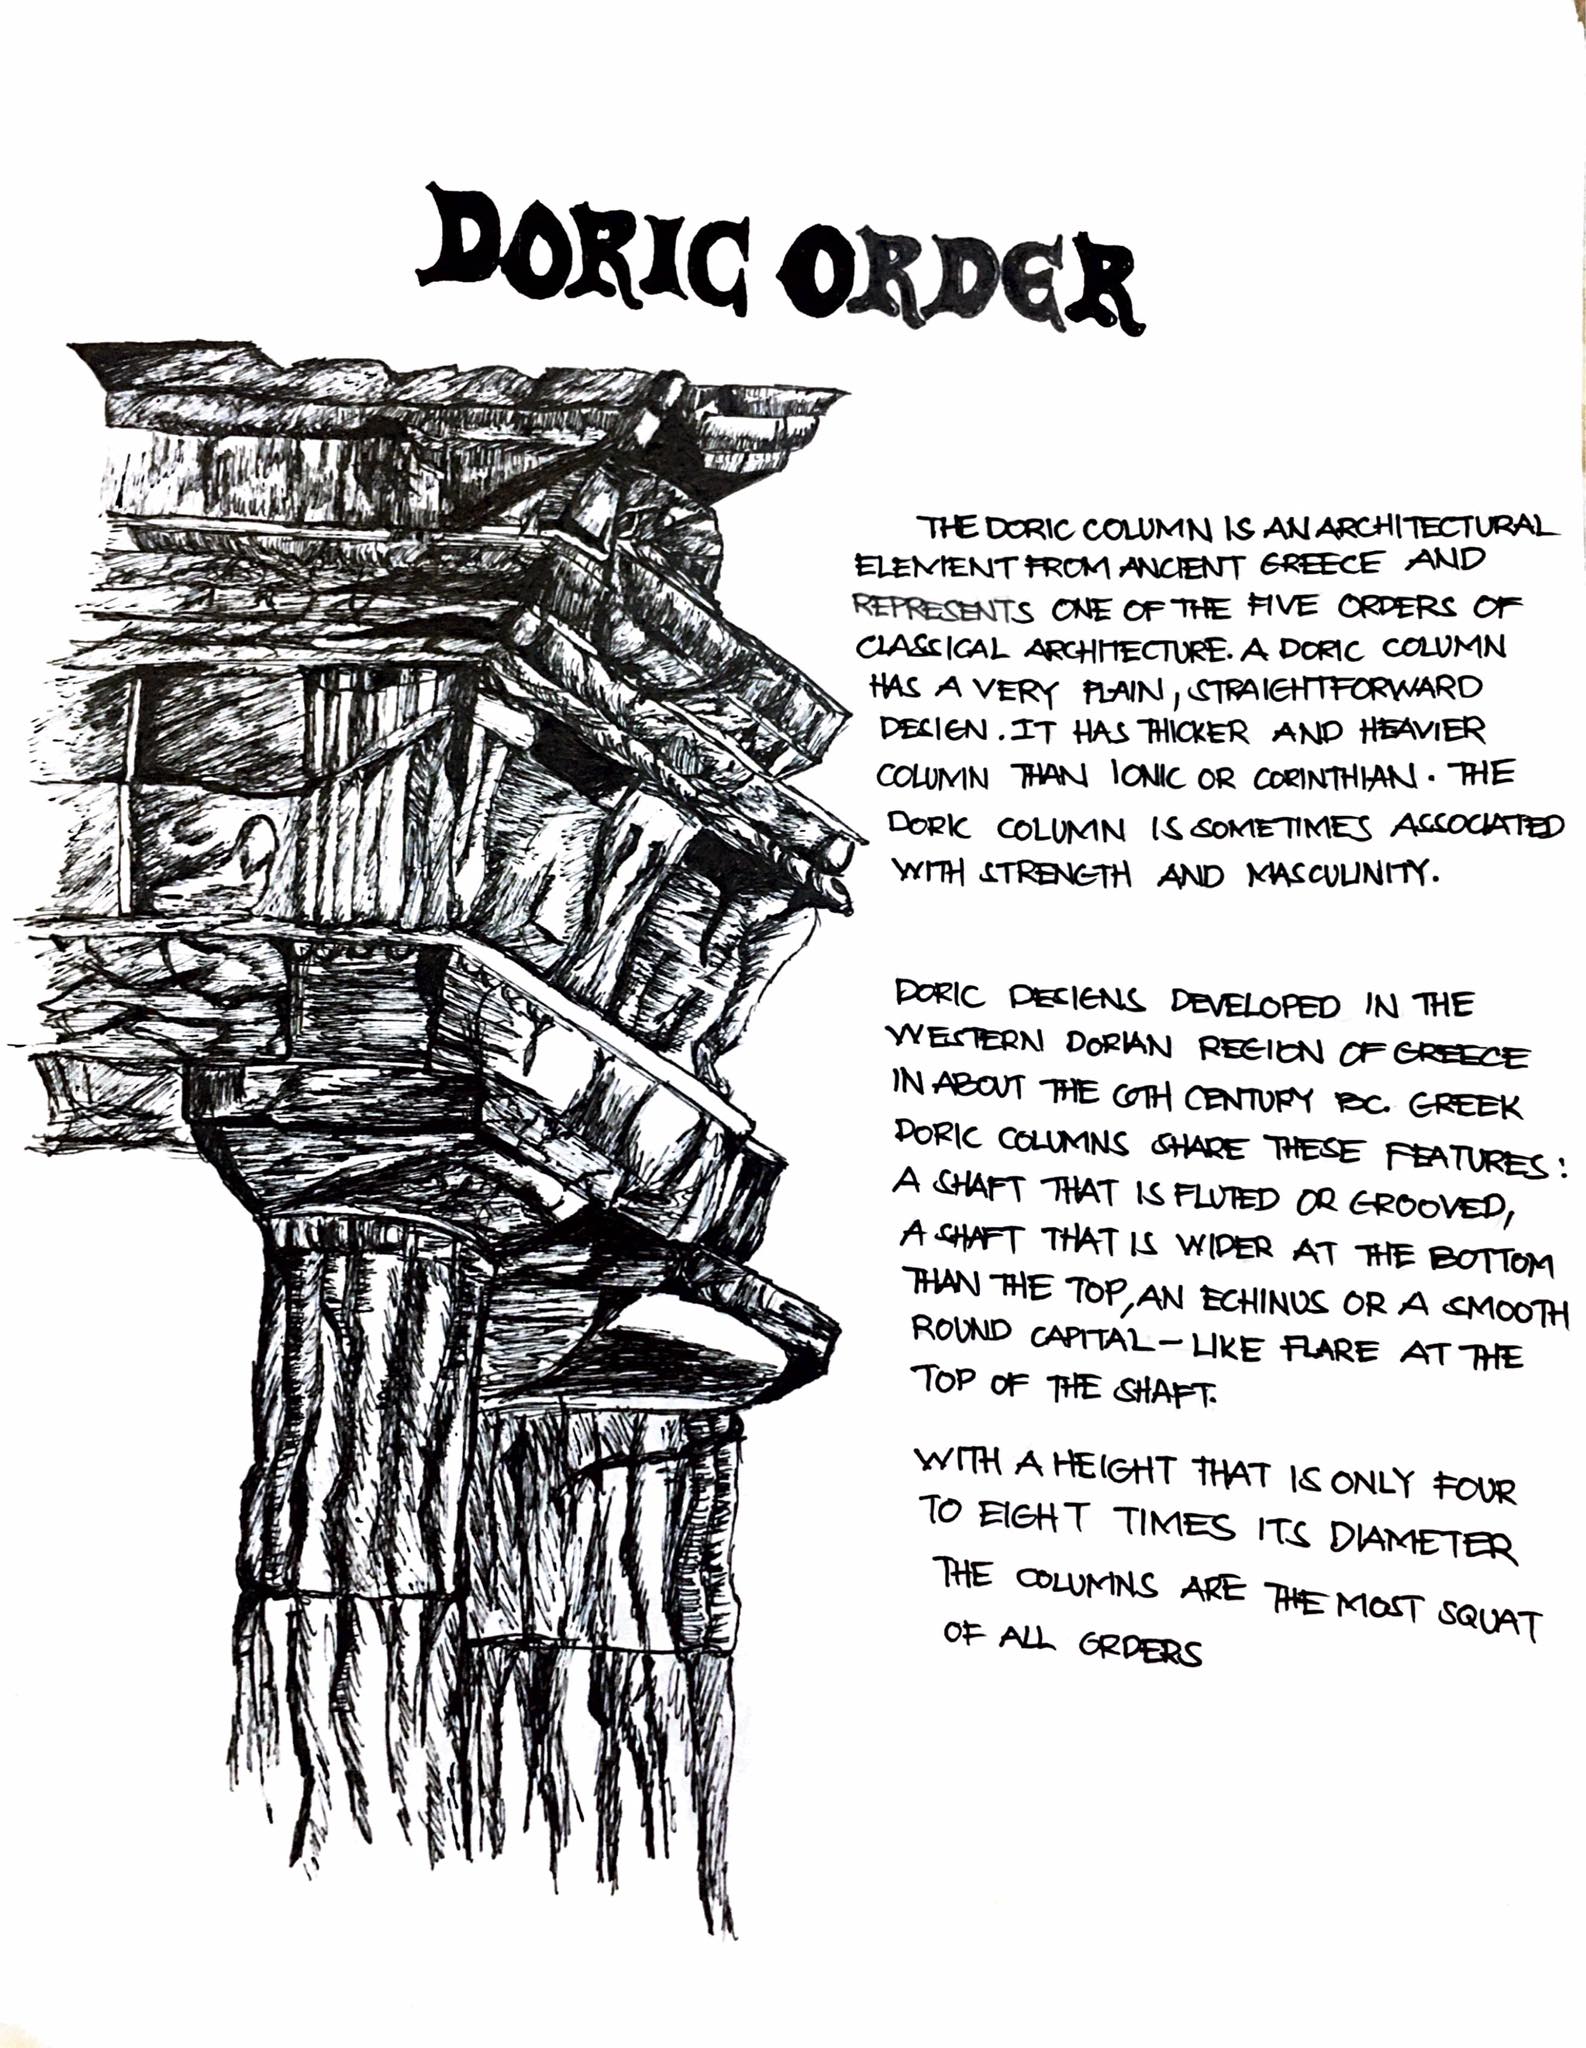 DORIC ORDER
THE DORIC COLUMN IS AN ARCHITECTURAL
ELEMENT FROM ANCIENT GREECE AND
REPRESENTS ONE OF THE FIVE ORDERS OF
CLASSICAL ARCHITECTURE. A DORIC COLUMN
HAS A VERY PLAIN, STRAIGHTFORWARD
DESIGN. IT HAS THICKER AND HEAVIER
COLUMN THAN IONIC OR CORINTHIAN. THE
DORIC COLUMN IS SOMETIMES ASSOCIATED
WITH STRENGTH AND MASCULINITY.
DORIC DESIGNS DEVELOPED IN THE
WESTERN DORIAN REGION OF GREECE
IN ABOUT THE 6TH CENTURY BC. GREEK
DORIC COLUMNS SHARE THESE FEATURES:
A SHAFT THAT IS FLUTED OR GROOVED,
A SHAFT THAT IS WIDER AT THE BOTTOM
THAN THE TOP, AN ECHINUS OR A SMOOTH
ROUND CAPITAL-LIKE FLARE AT THE
TOP OF THE SHAFT.
WITH A HEIGHT THAT IS ONLY FOUR
TO EIGHT TIMES ITS DIAMETER
THE COLUMNS ARE THE MOST SQUAT
OF ALL ORDERS